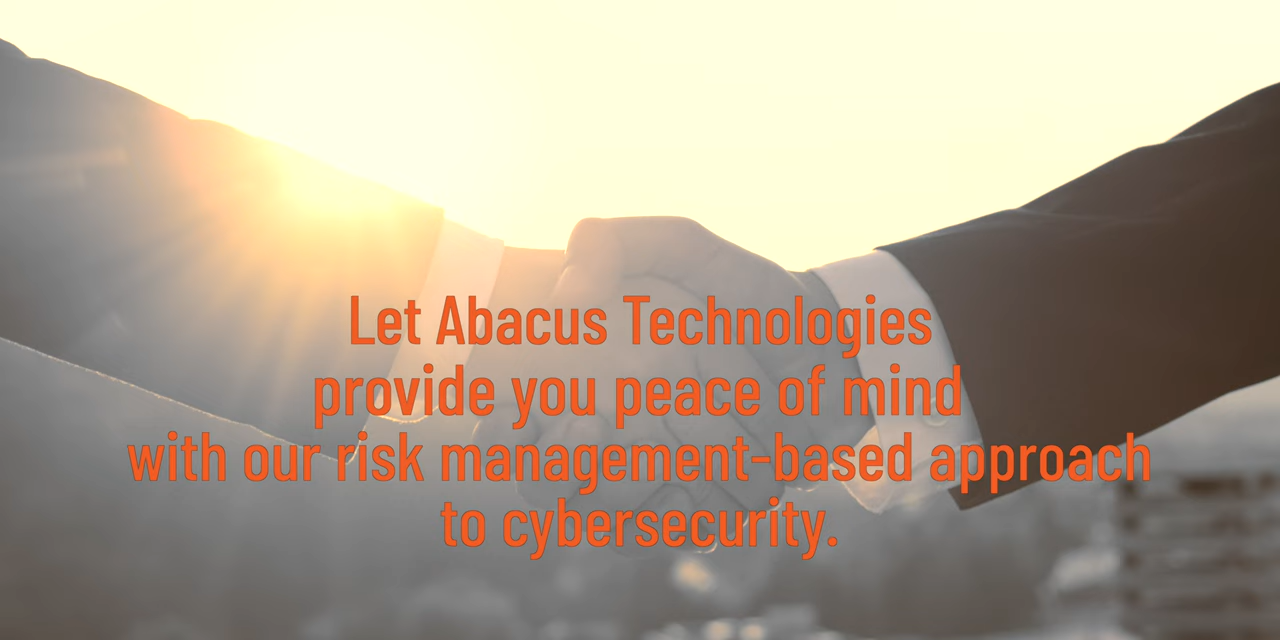 Let Abacus Technologies
provide you peace of mind
with our risk management-based approach
to cybersecurity.